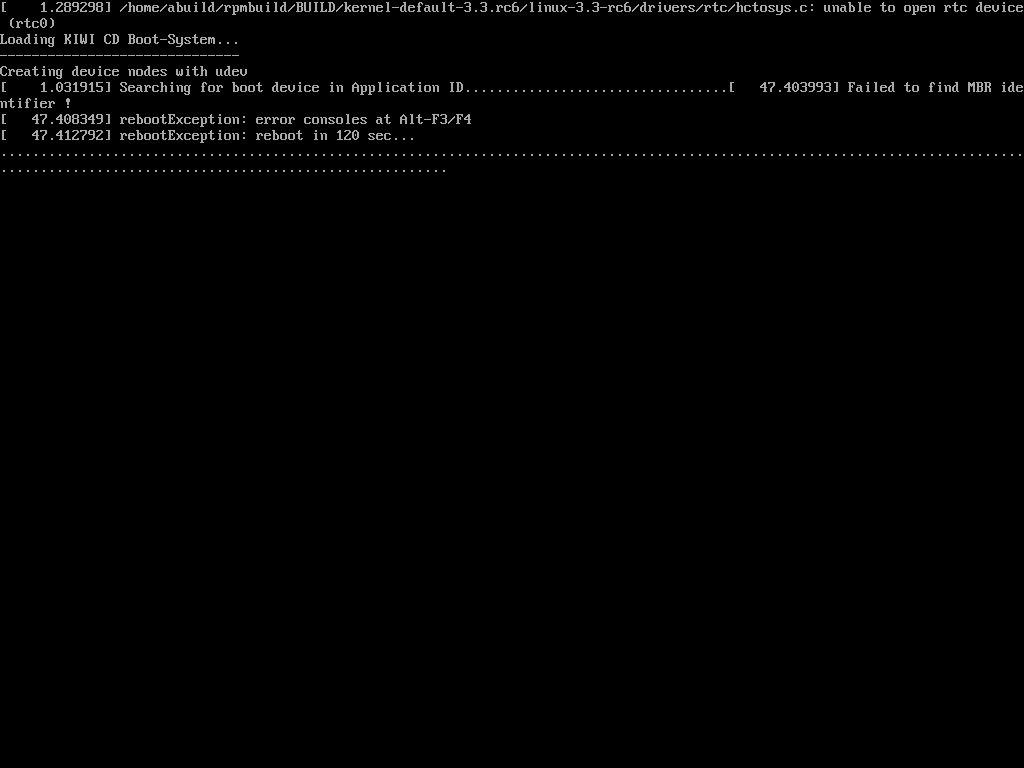 [    1.289298] /home/abuild/rpmbuild/BUILD/kernel-default-3.3.rc6/linux-3.3-rc6/drivers/rtc/hctosys.c: unable to open rtc device
 (rtc0)
Loading KIWI CD Boot-System...
------------------------------
Creating device nodes with udev
[    1.031915] Searching for boot device in Application ID.................................[   47.403993] Failed to find MBR ide
ntifier !
[   47.408349] rebootException: error consoles at Alt-F3/F4
[   47.412792] rebootException: reboot in 120 sec...
................................................................................................................................
........................................................